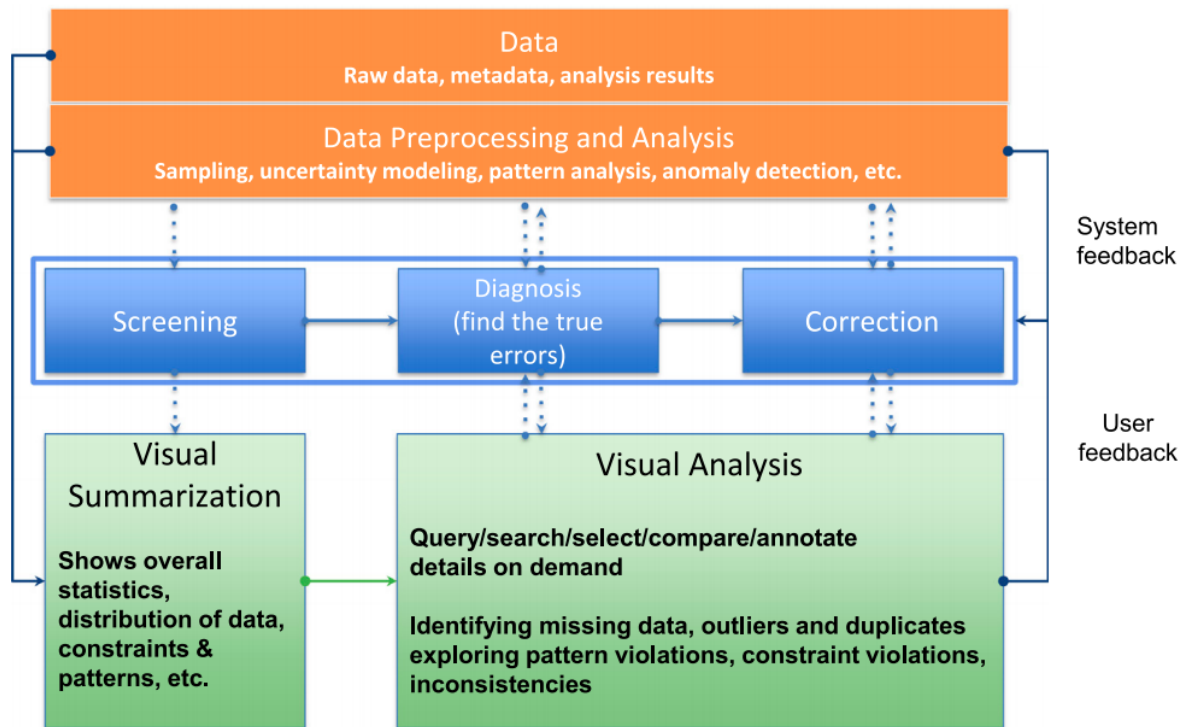 Data
Raw data, metadata, analysis results
Data Preprocessing and Analysis
Sampling, uncertainty modeling, pattern analysis, anomaly detection, etc.
System
feedback
Screening
Diagnosis
(find the true
errors)
Correction
User
feedback
Visual
Summarization
Shows overall
statistics,
distribution of data,
constraints &
patterns, etc.
Visual Analysis
Query/search/select/compare/annotate
details on demand
Identifying missing data, outliers and duplicates
exploring pattern violations, constraint violations,
inconsistencies